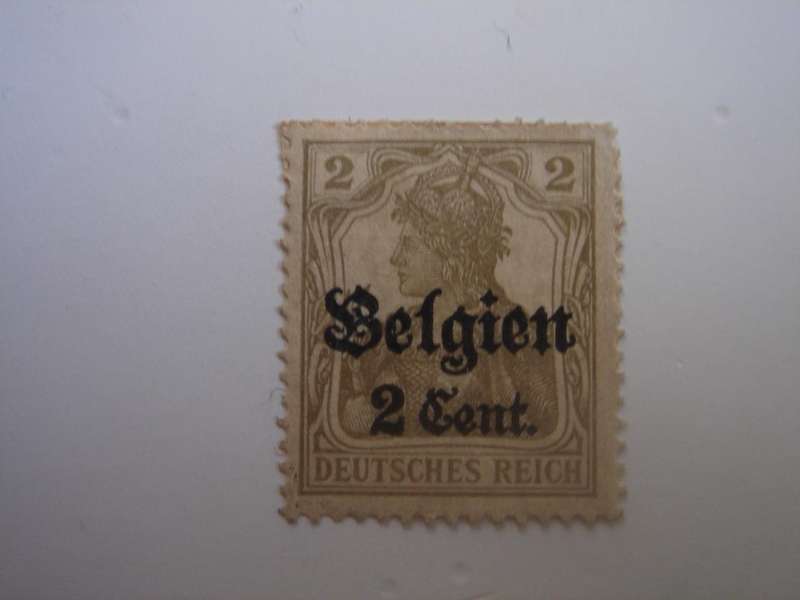 2 2
Belgien
2 Cent.
DEUTSCHES REICH